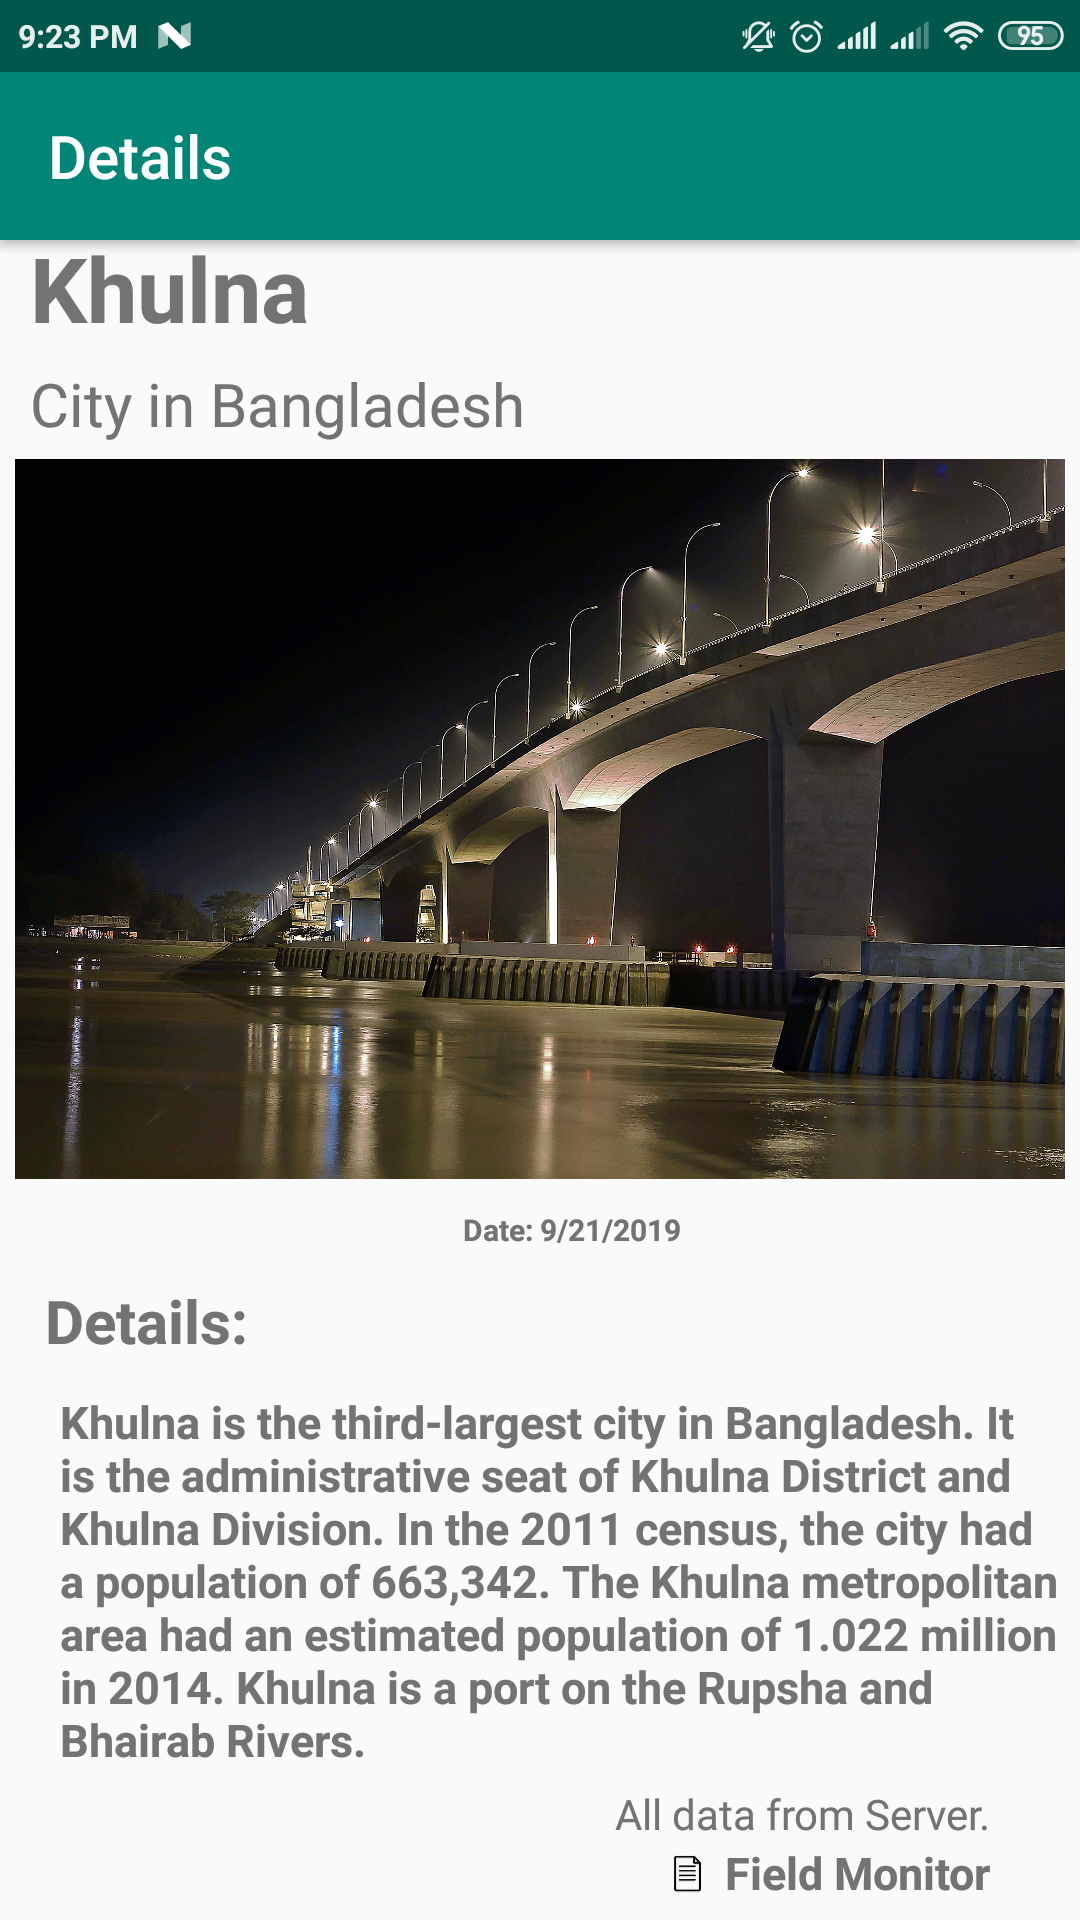 9:23 PM
95
Details
Khulna
City in Bangladesh
Date: 9/21/2019
Details:
Khulna is the third-largest city in Bangladesh. It
is the administrative seat of Khulna District and
Khulna Division. In the 2011 census, the city had
a population of 663,342. The Khulna metropolitan
area had an estimated population of 1.022 million
in 2014. Khulna is a port on the Rupsha and
Bhairab Rivers.
All data from Server.
Field Monitor